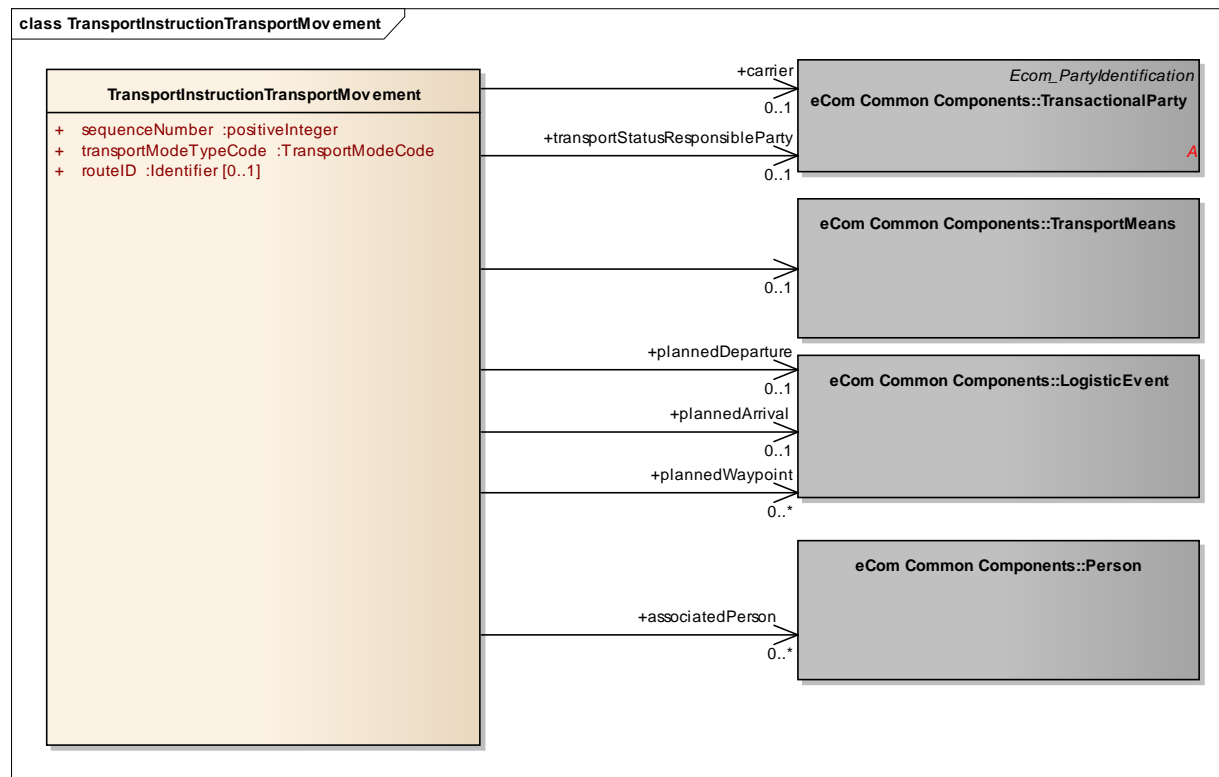 class TransportInstructionTransportMovement
TransportInstructionTransportMovement
+ sequenceNumber :positiveInteger
+ transportModeTypeCode :TransportModeCode
+ routeID :Identifier [0..1]
+carrier
0..1
+transportStatusResponsibleParty
0..1
Ecom_PartyIdentification
eCom Common Components::TransactionalParty
A
eCom Common Components::TransportMeans
0..1
+plannedDeparture
0..1
eCom Common Components::LogisticEvent
+plannedArrival
0..1
+plannedWaypoint
0..*
eCom Common Components::Person
+associatedPerson
0..*